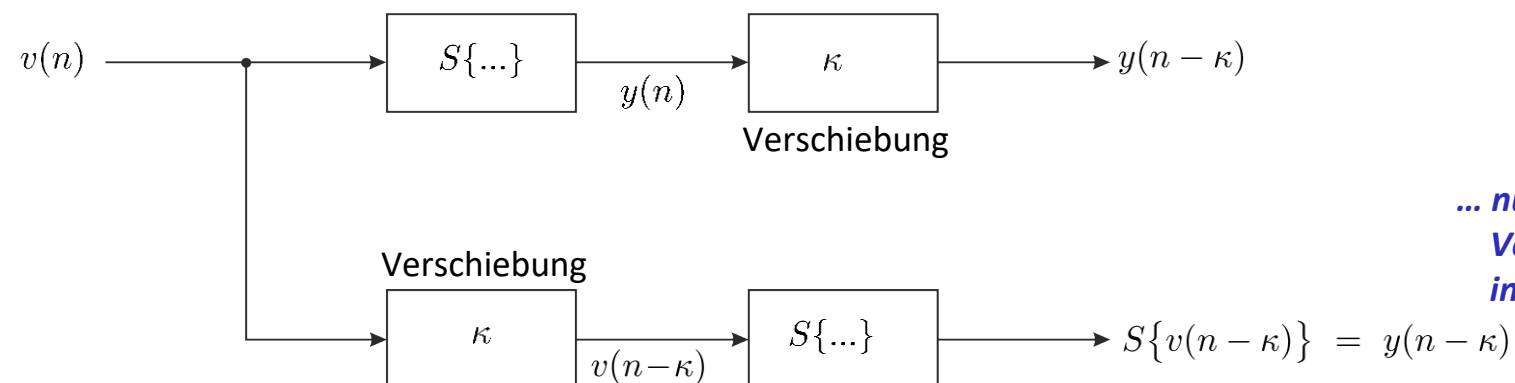 v(n)
S{...}
y(n)
κ
y(n − κ)
Verschiebung
Verschiebung
κ
v(n−κ)
S{...}
S{v(n − κ)} = y(n − κ)
...